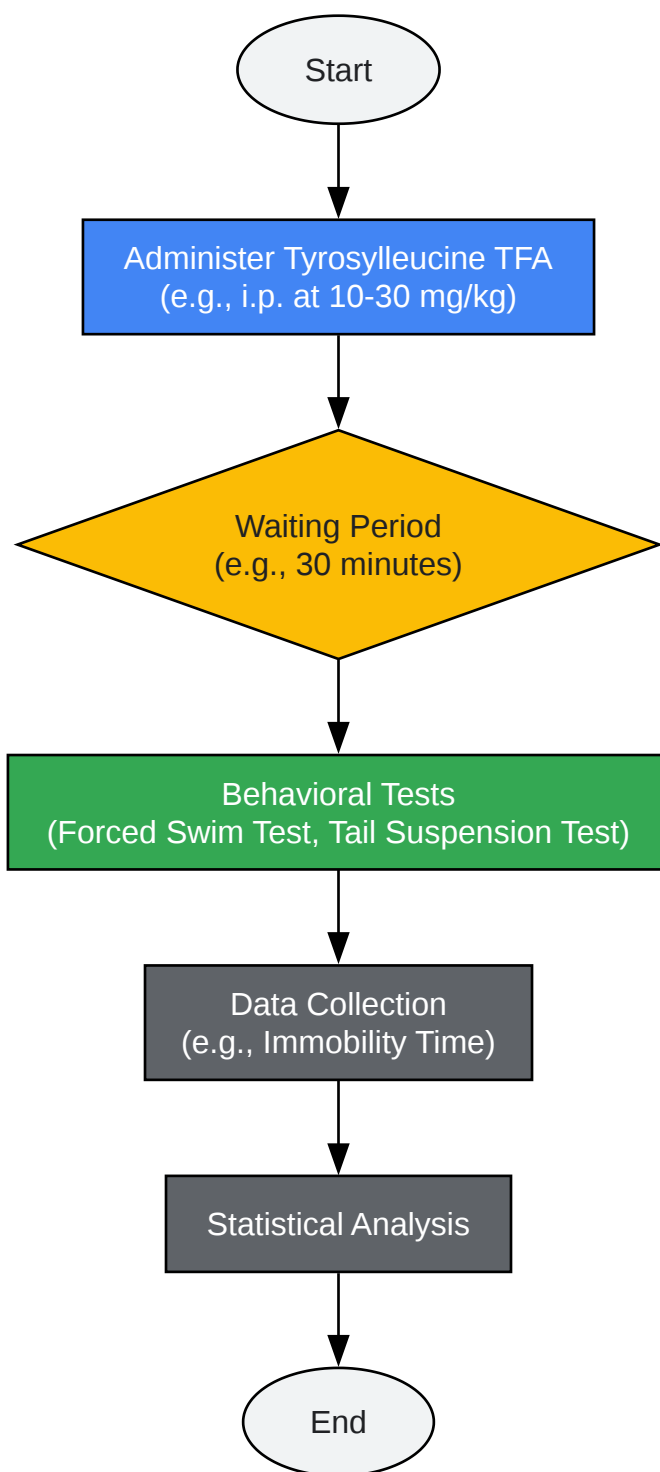 Start
Administer Tyrosylleucine TFA
(e.g., i.p. at 10-30 mg/kg)
Waiting Period
(e.g., 30 minutes)
Behavioral Tests
(Forced Swim Test, Tail Suspension Test)
Data Collection
(e.g., Immobility Time)
Statistical Analysis
End